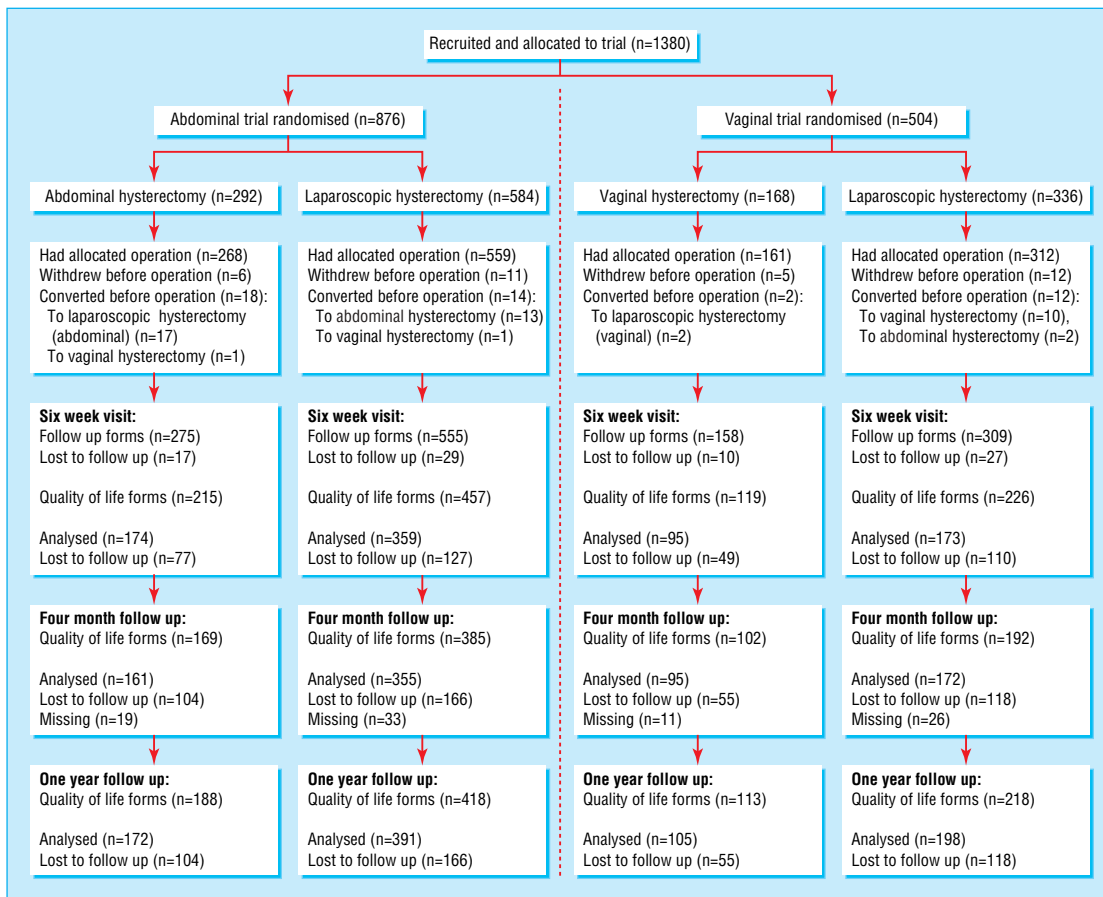 Recruited and allocated to trial (n=1380)
Abdominal trial randomised (n=876)
Vaginal trial randomised (n=504)
Abdominal hysterectomy (n=292)
Laparoscopic hysterectomy (n=584)
Vaginal hysterectomy (n=168)
Laparoscopic hysterectomy (n=336)
Had allocated operation (n=268)
Withdrew before operation (n=6)
Converted before operation (n=18):
To laparoscopic hysterectomy
(abdominal) (n=17)
To vaginal hysterectomy (n=1)
Had allocated operation (n=559)
Withdrew before operation (n=11)
Converted before operation (n=14):
To abdominal hysterectomy (n=13)
To vaginal hysterectomy (n=1)
Had allocated operation (n=161)
Withdrew before operation (n=5)
Converted before operation (n=2):
To laparoscopic hysterectomy
(vaginal) (n=2)
Had allocated operation (n=312)
Withdrew before operation (n=12)
Converted before operation (n=12):
To vaginal hysterectomy (n=10),
To abdominal hysterectomy (n=2)
Six week visit:
Follow up forms (n=275)
Lost to follow up (n=17)
Quality of life forms (n=215)
Analysed (n=174)
Lost to follow up (n=77)
Six week visit:
Follow up forms (n=555)
Lost to follow up (n=29)
Quality of life forms (n=457)
Analysed (n=359)
Lost to follow up (n=127)
Six week visit:
Follow up forms (n=158)
Lost to follow up (n=10)
Quality of life forms (n=119)
Analysed (n=95)
Lost to follow up (n=49)
Six week visit:
Follow up forms (n=309)
Lost to follow up (n=27)
Quality of life forms (n=226)
Analysed (n=173)
Lost to follow up (n=110)
Four month follow up:
Quality of life forms (n=169)
Analysed (n=161)
Lost to follow up (n=104)
Missing (n=19)
Four month follow up:
Quality of life forms (n=385)
Analysed (n=355)
Lost to follow up (n=166)
Missing (n=33)
Four month follow up:
Quality of life forms (n=102)
Analysed (n=95)
Lost to follow up (n=55)
Missing (n=11)
Four month follow up:
Quality of life forms (n=192)
Analysed (n=172)
Lost to follow up (n=118)
Missing (n=26)
One year follow up:
Quality of life forms (n=188)
Analysed (n=172)
Lost to follow up (n=104)
One year follow up:
Quality of life forms (n=418)
Analysed (n=391)
Lost to follow up (n=166)
One year follow up:
Quality of life forms (n=113)
Analysed (n=105)
Lost to follow up (n=55)
One year follow up:
Quality of life forms (n=218)
Analysed (n=198)
Lost to follow up (n=118)